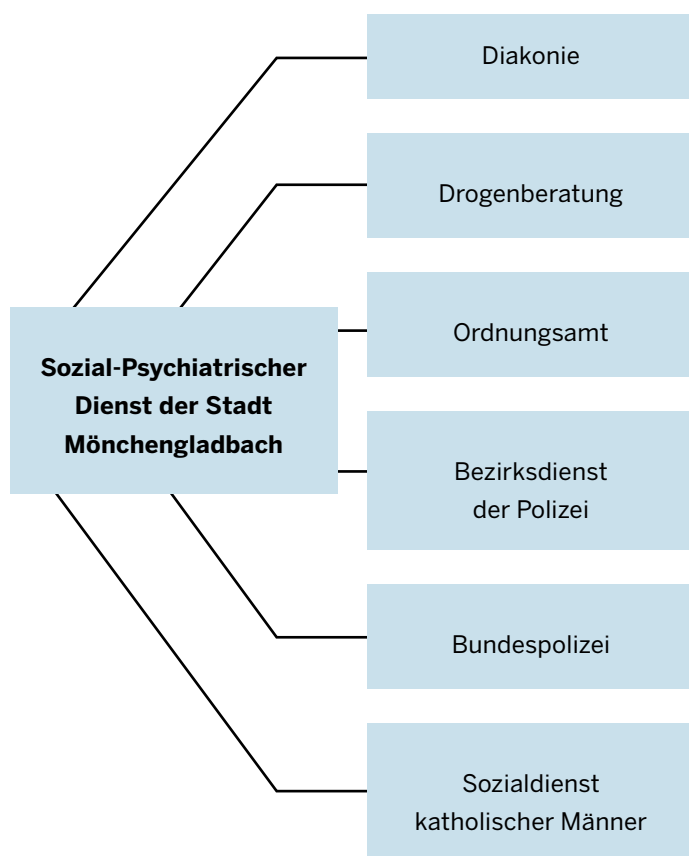 Diakonie
Drogenberatung
Ordnungsamt
Sozial-Psychiatrischer
Dienst der Stadt
Mönchengladbach
Bezirksdienst
der Polizei
Bundespolizei
Sozialdienst
katholischer Männer